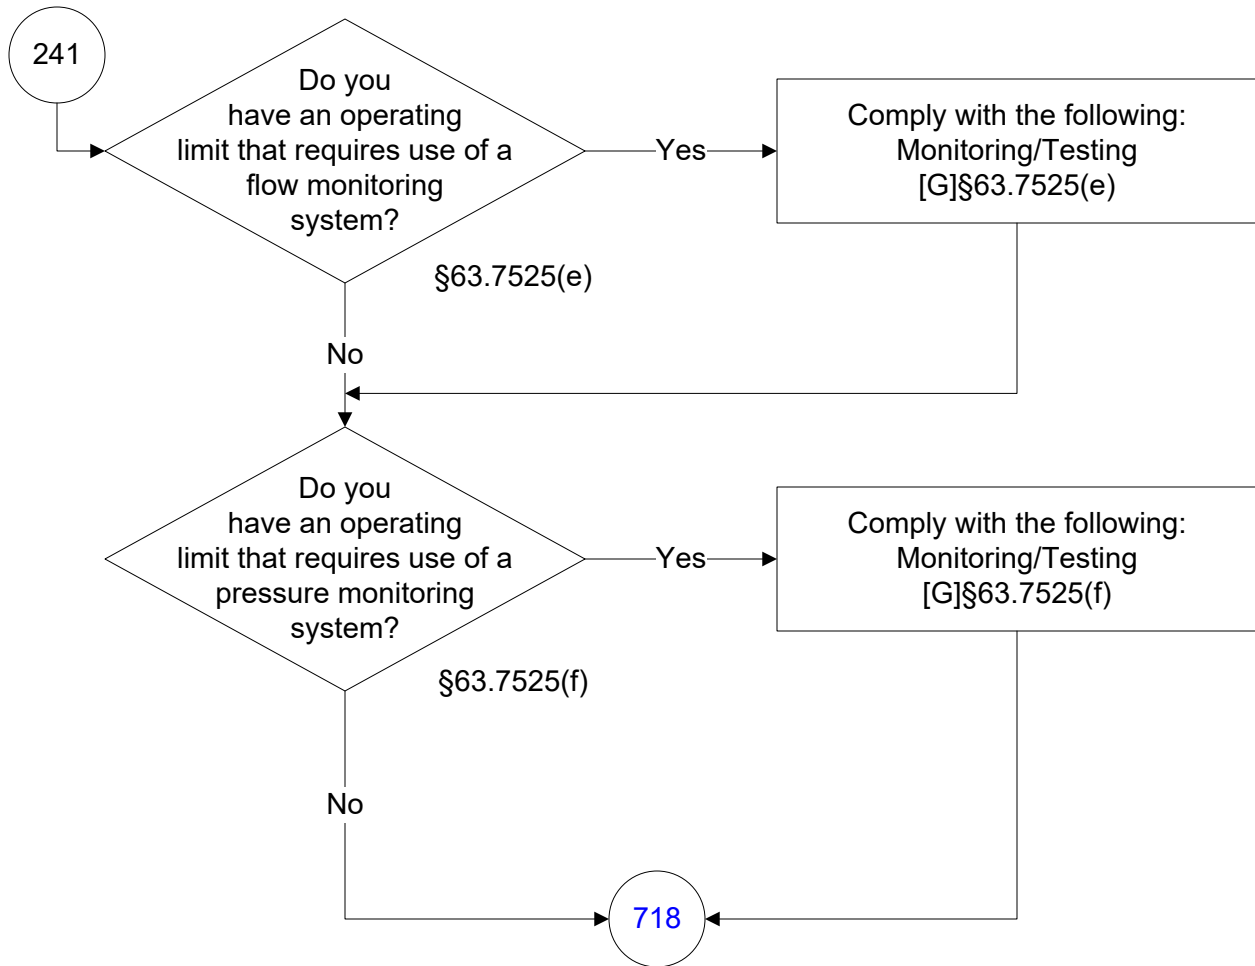 241
Do you
have an operating
limit that requires use of a
flow monitoring
system?
Yes
Comply with the following:
Monitoring/Testing
[G]§63.7525(e)
§63.7525(e)
No
Do you
have an operating
limit that requires use of a
pressure monitoring
system?
Yes
Comply with the following:
Monitoring/Testing
[G]§63.7525(f)
§63.7525(f)
No
718